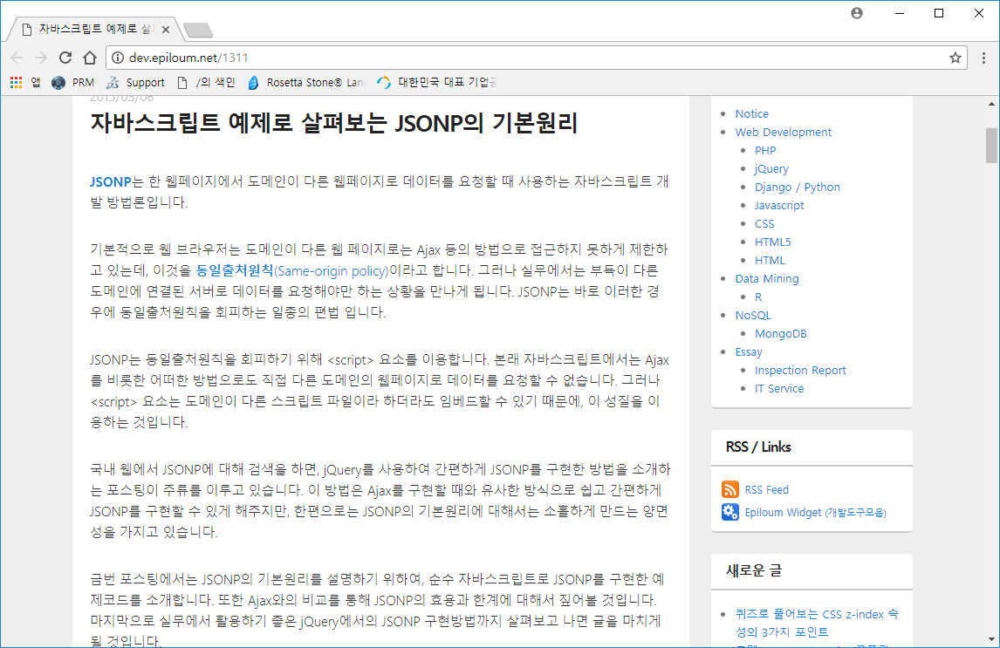 자바스크립트 예제로 살
dev.epiloum.net/1311
앱 PRM Support /의 색인 Rosetta Stone® Lan 대한민국 대표 기업
2015/03/06
자바스크립트 예제로 살펴보는 JSONP의 기본원리
JSONP는 한 웹페이지에서 도메인이 다른 웹페이지로 데이터를 요청할 때 사용하는 자바스크립트 개
발 방법론입니다.
기본적으로 웹 브라우저는 도메인이 다른 웹 페이지로는 Ajax 등의 방법으로 접근하지 못하게 제한하
고 있는데, 이것을 동일출처원칙(Same-origin policy)이라고 합니다. 그러나 실무에서는 부득이 다른
도메인에 연결된 서버로 데이터를 요청해야만 하는 상황을 만나게 됩니다. JSONP는 바로 이러한 경
우에 동일출처원칙을 회피하는 일종의 편법 입니다.
JSONP는 동일출처원칙을 회피하기 위해 <script> 요소를 이용합니다. 본래 자바스크립트에서는 Ajax
를 비롯한 어떠한 방법으로도 직접 다른 도메인의 웹페이지로 데이터를 요청할 수 없습니다. 그러나
<script> 요소는 도메인이 다른 스크립트 파일이라 하더라도 임베드할 수 있기 때문에, 이 성질을 이
용하는 것입니다.
국내 웹에서 JSONP에 대해 검색을 하면, jQuery를 사용하여 간편하게 JSONP를 구현한 방법을 소개하
는 포스팅이 주류를 이루고 있습니다. 이 방법은 Ajax를 구현할 때와 유사한 방식으로 쉽고 간편하게
JSONP를 구현할 수 있게 해주지만, 한편으로는 JSONP의 기본원리에 대해서는 소홀하게 만드는 양면
성을 가지고 있습니다.
금번 포스팅에서는 JSONP의 기본원리를 설명하기 위하여, 순수 자바스크립트로 JSONP를 구현한 예
제코드를 소개합니다. 또한 Ajax와의 비교를 통해 JSONP의 효용과 한계에 대해서 짚어볼 것입니다.
마지막으로 실무에서 활용하기 좋은 jQuery에서의 JSONP 구현방법까지 살펴보고 나면 글을 마치게
될 것입니다.
Notice
Web Development
PHP
jQuery
Django / Python
Javascript
CSS
HTML5
HTML
Data Mining
R
NoSQL
MongoDB
Essay
Inspection Report
IT Service
RSS / Links
RSS Feed
Epiloum Widget (개발도구모음)
새로운 글
퀴즈로 풀어보는 CSS z-index 속
성의 3가지 포인트